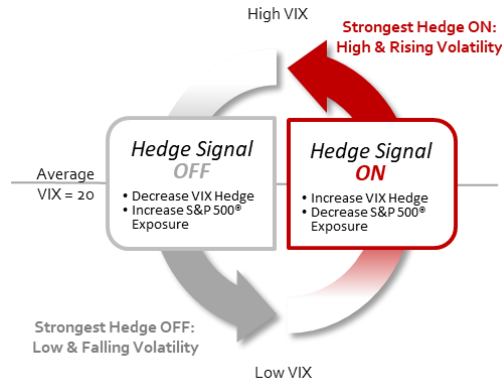 High VIX
Strongest Hedge ON:
High & Rising Volatility
Hedge Signal
OFF
• Decrease VIX Hedge
• Increase S&P 500®
Exposure
Hedge Signal
ON
• Increase VIX Hedge
• Decrease S&P 500®
Exposure
Average
VIX = 20
Strongest Hedge OFF:
Low & Falling Volatility
Low VIX